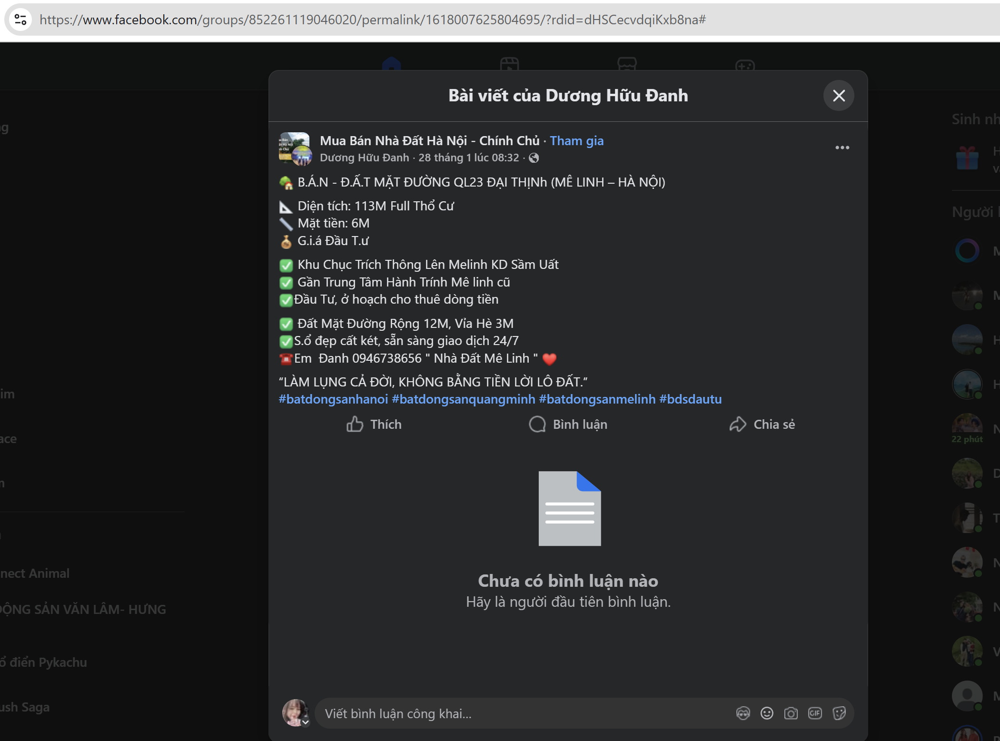 https://www.facebook.com/groups/852261119046020/permalink/1618007625804695/?rdid=dHSCecvdqiKxb8na#
Bài viết của Dương Hữu Đanh
Mua Bán Nhà Đất Hà Nội - Chính Chủ · Tham gia
Dương Hữu Đanh · 28 tháng 1 lúc 08:32 ·
B.Á.N - Đ.Ấ.T MẶT ĐƯỜNG QL23 ĐẠI THỊNh (MÊ LINH – HÀ NỘI)
Diện tích: 113M Full Thổ Cư
Mặt tiền: 6M
G.i.á Đầu T.ư
Khu Chục Trích Thông Lên Melinh KD Sầm Uất
Gần Trung Tâm Hành Trính Mê linh cũ
Đầu Tư, ở hoạch cho thuê dòng tiền
Đất Mặt Đường Rộng 12M, Vỉa Hè 3M
S.ổ đẹp cất két, sẵn sàng giao dịch 24/7
Em  Đanh 0946738656 " Nhà Đất Mê Linh "
“LÀM LỤNG CẢ ĐỜI, KHÔNG BẰNG TIỀN LỜI LÔ ĐẤT.”
#batdongsanhanoi #batdongsanquangminh #batdongsanmelinh #bdsdautu
Thích
Bình luận
Chia sẻ
Chưa có bình luận nào
Hãy là người đầu tiên bình luận.
Viết bình luận công khai...
GIF
ng
im
ace
nect Animal
ĐỘNG SẢN VĂN LÂM- HƯNG
ổ điển Pykachu
ush Saga
Sinh nh
Người l
22 phút